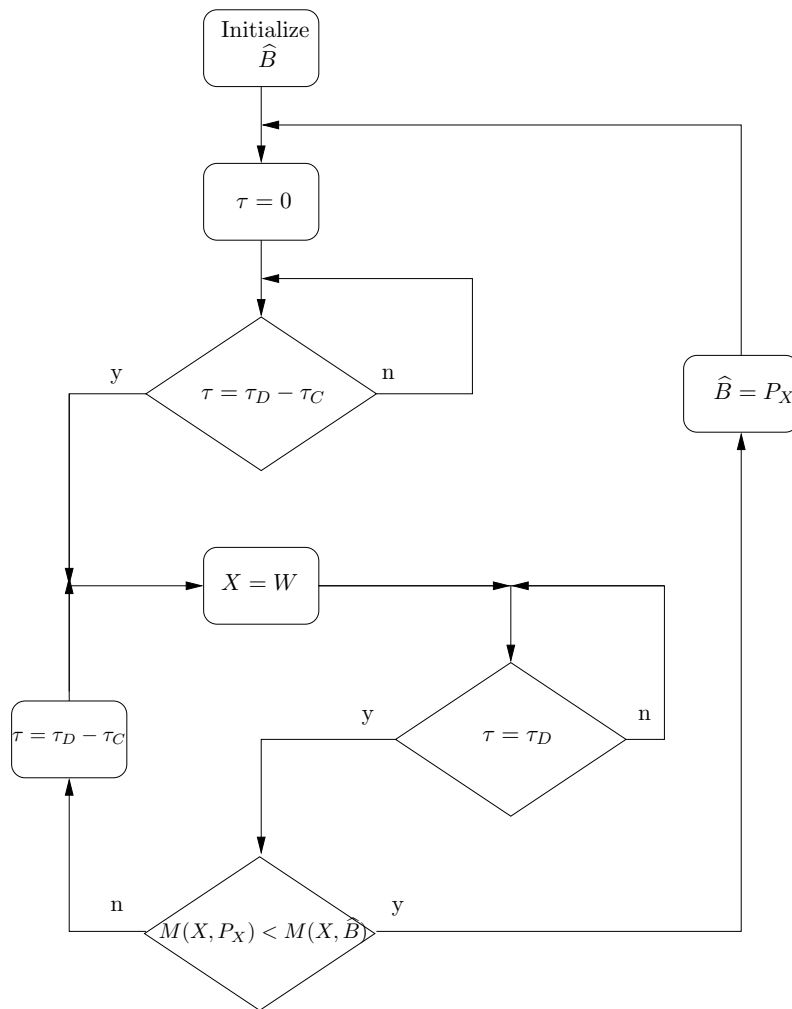 Initialize
B̂
τ = 0
y
n
τ = τ_D − τ_C
B̂ = P_X
X = W
τ = τ_D − τ_C
y
n
τ = τ_D
n
y
M(X, P_X) < M(X, B̂)